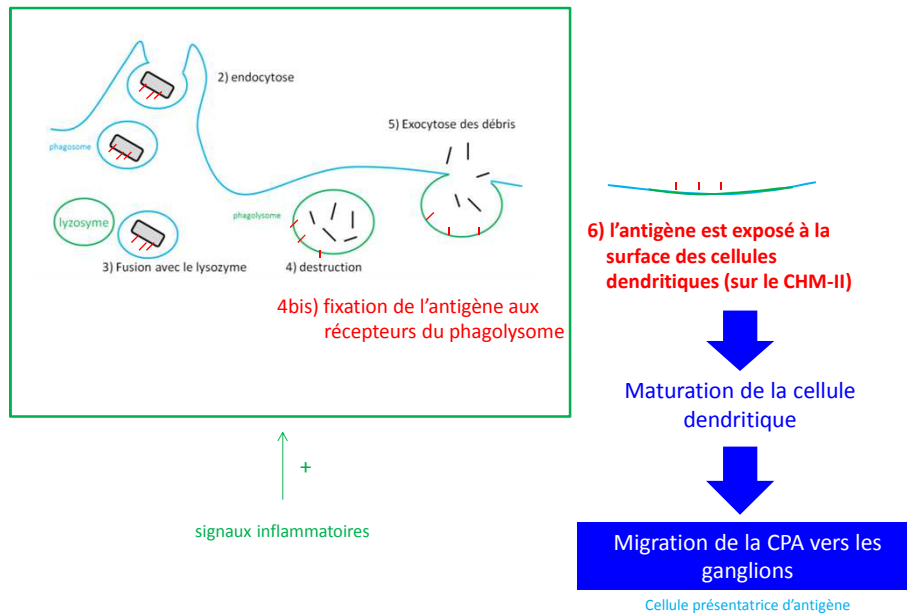 2) endocytose
phagosome
5) Exocytose des débris
lyzosyme
phagolysome
3) Fusion avec le lysozyme
4) destruction
4bis) fixation de l'antigène aux
récepteurs du phagolysome
6) l'antigène est exposé à la
surface des cellules
dendritiques (sur le CHM-II)
Maturation de la cellule
dendritique
+
signaux inflammatoires
Migration de la CPA vers les
ganglions
Cellule présentatrice d'antigène